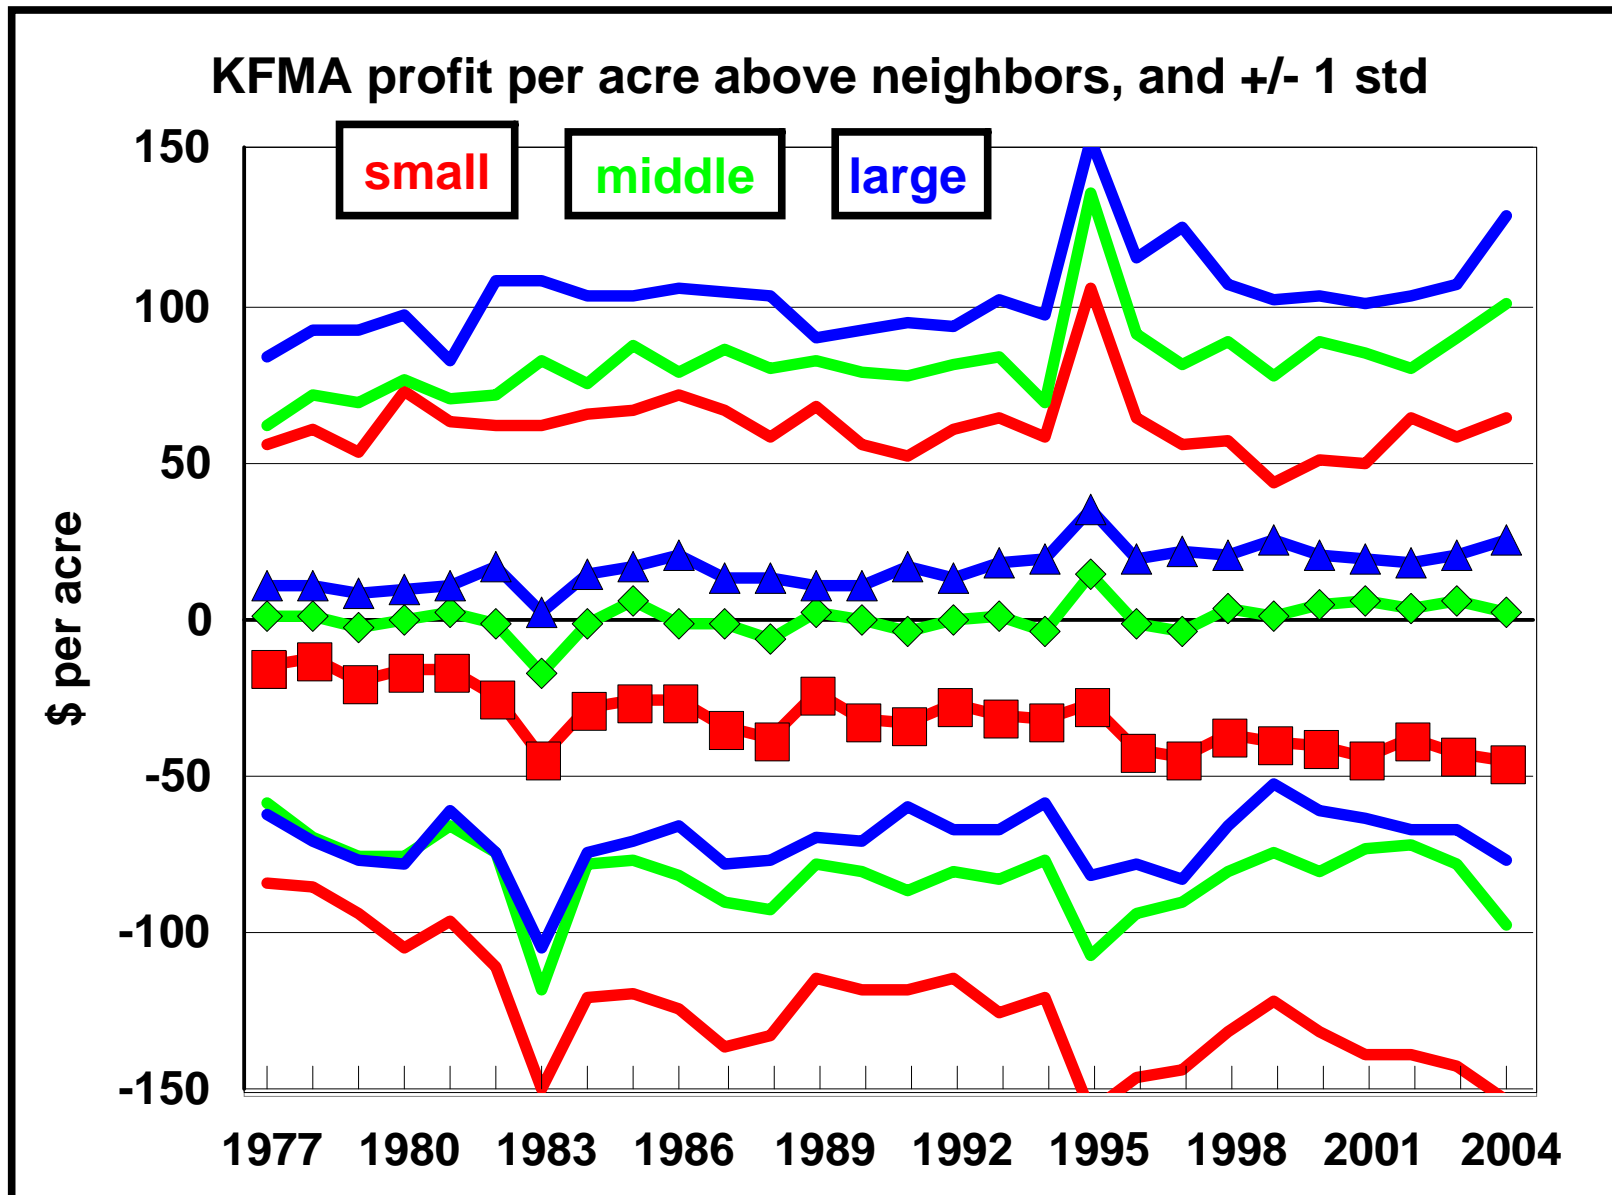 KFMA profit per acre above neighbors, and +/- 1 std
small
middle
large
$ per acre
150
100
50
0
-50
-100
-150
1977 1980 1983 1986 1989 1992 1995 1998 2001 2004